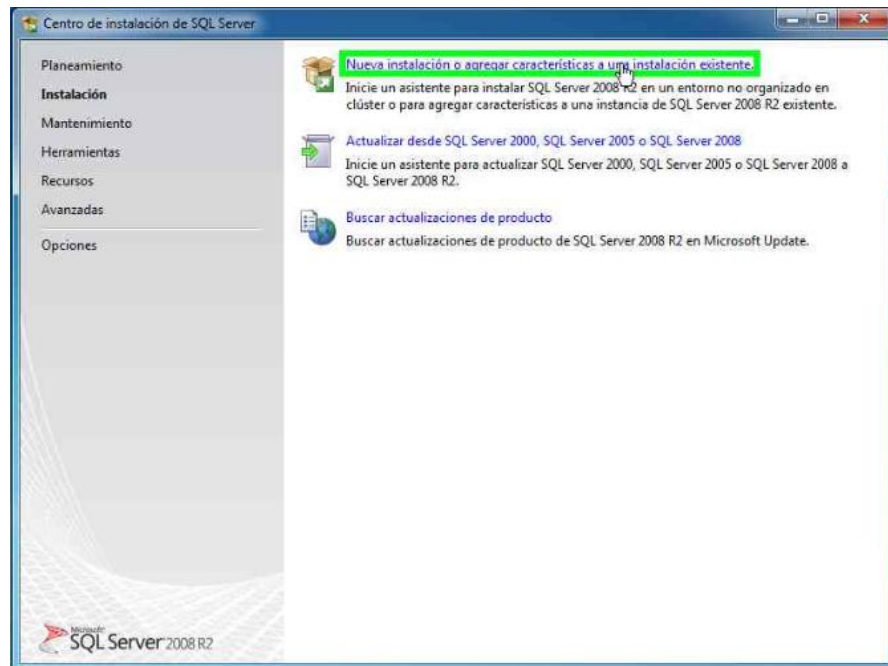 Centro de instalación de SQL Server
Planeamiento
Instalación
Mantenimiento
Herramientas
Recursos
Avanzadas
Opciones
Nueva instalación o agregar características a una instalación existente.
Inicie un asistente para instalar SQL Server 2008 R2 en un entorno no organizado en
clúster o para agregar características a una instancia de SQL Server 2008 R2 existente.
Actualizar desde SQL Server 2000, SQL Server 2005 o SQL Server 2008
Inicie un asistente para actualizar SQL Server 2000, SQL Server 2005 o SQL Server 2008 a
SQL Server 2008 R2.
Buscar actualizaciones de producto
Buscar actualizaciones de producto de SQL Server 2008 R2 en Microsoft Update.
Microsoft
SQL Server 2008 R2